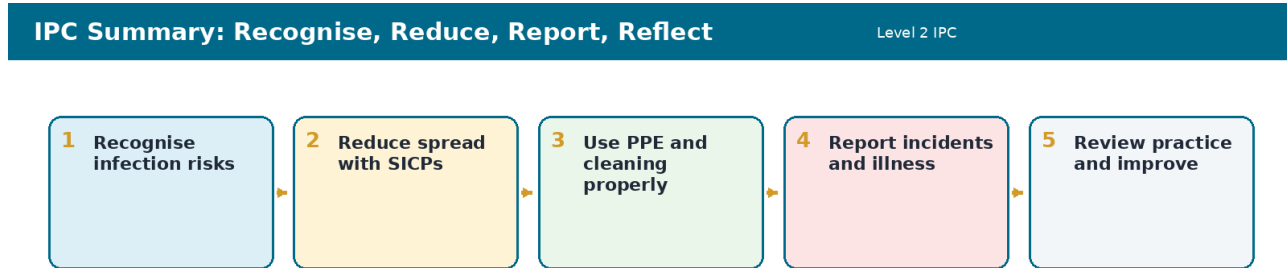 IPC Summary: Recognise, Reduce, Report, Reflect
Level 2 IPC
1
Recognise
infection risks
2
Reduce spread
with SICPs
3
Use PPE and
cleaning
properly
4
Report incidents
and illness
5
Review practice
and improve